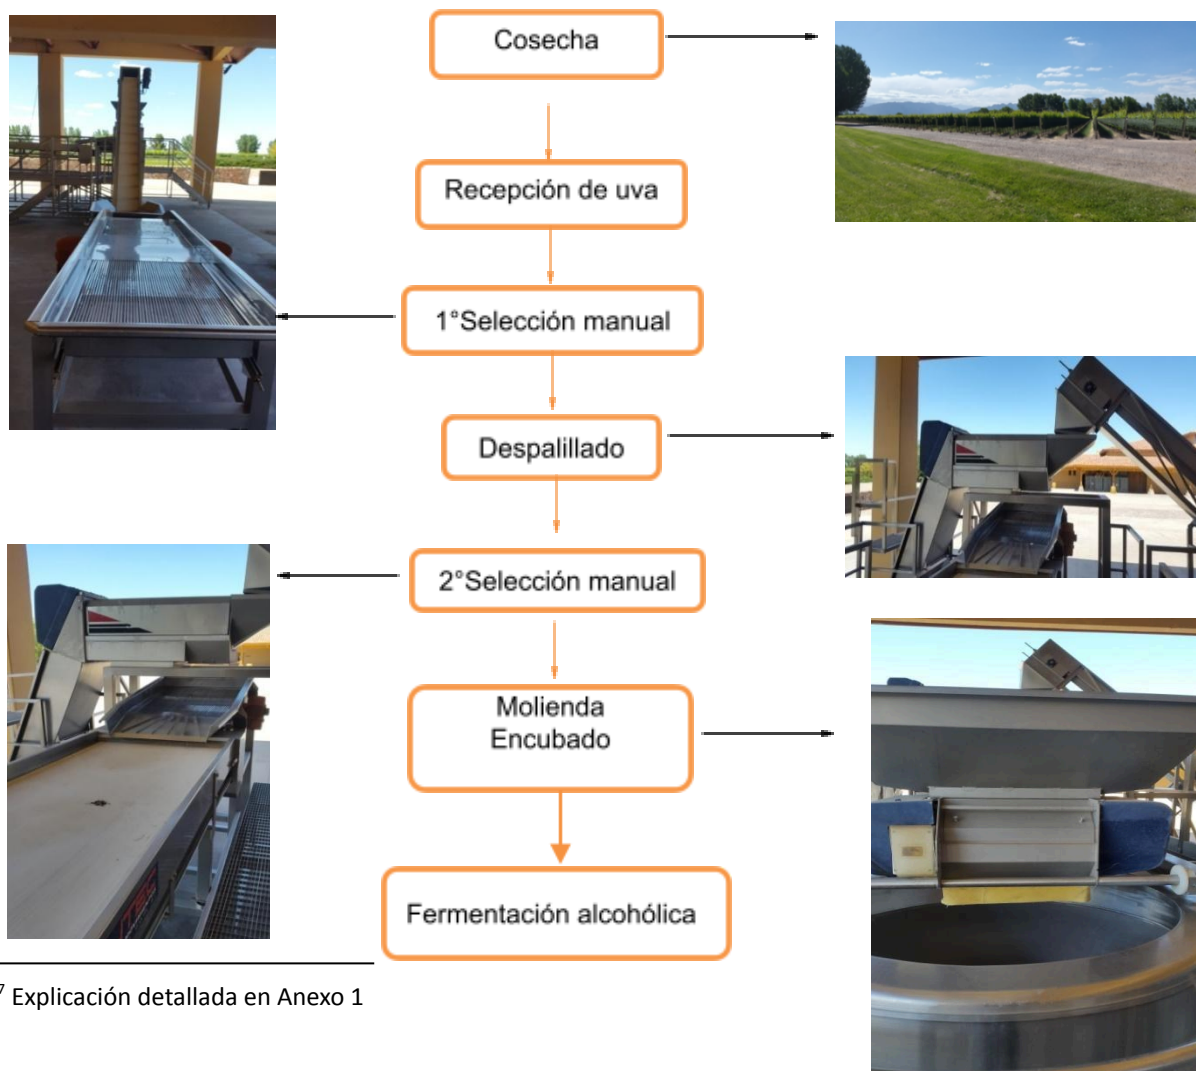 Cosecha
Recepción de uva
1°Selección manual
Despalillado
2°Selección manual
Molienda
Encubado
Fermentación alcohólica
7 Explicación detallada en Anexo 1